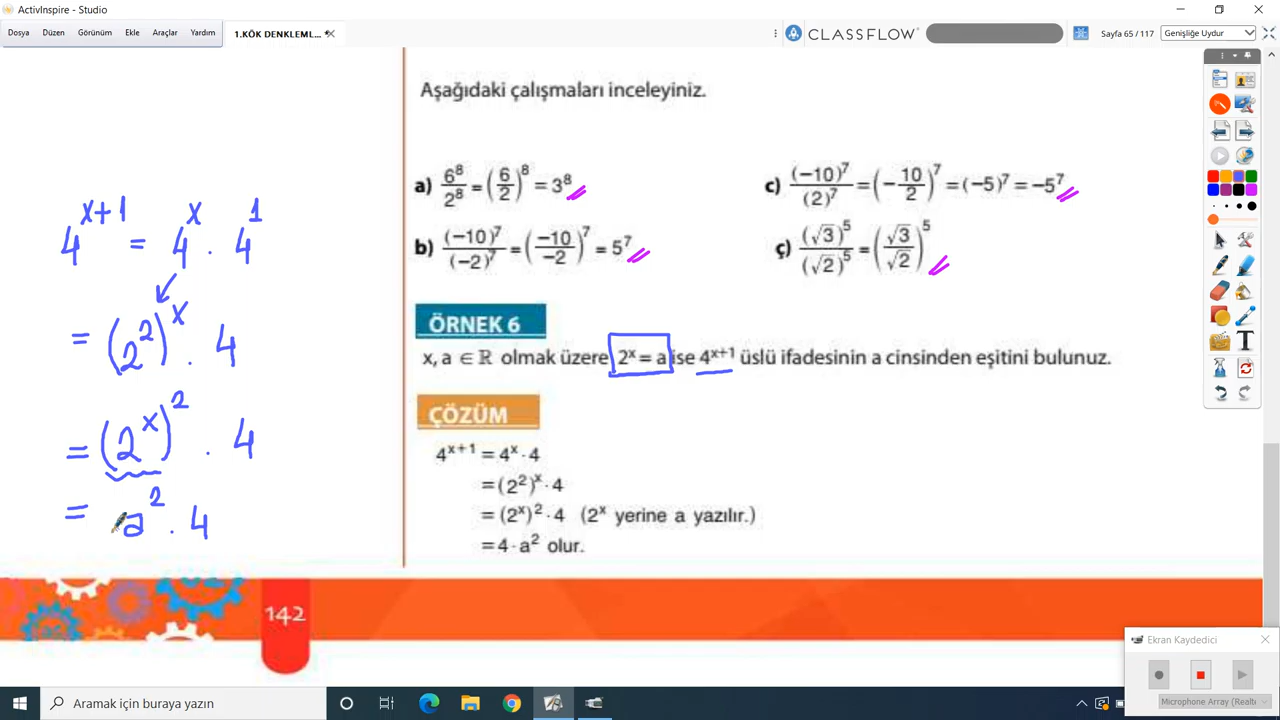 ActivInspire - Studio
Dosya Düzen Görünüm Ekle Araçlar Yardım
1.KÖK DENKLEML...
CLASSFLOW
Sayfa 65 / 117
Genişliğe Uydur
Aşağıdaki çalışmaları inceleyiniz.
a) 6⁸/2⁸ = (6/2)⁸ = 3⁸
c) (−10)⁷/(2)⁷ = (−10/2)⁷ = (−5)⁷ = −5⁷
b) (−10)⁷/(−2)⁷ = (−10/−2)⁷ = 5⁷
ç) (√3)⁵/(√2)⁵ = (√3/√2)⁵
ÖRNEK 6
x, a ∈ ℝ olmak üzere 2ˣ = a ise 4ˣ⁺¹ üslü ifadesinin a cinsinden eşitini bulunuz.
ÇÖZÜM
4ˣ⁺¹ = 4ˣ · 4
= (2²)ˣ · 4
= (2ˣ)² · 4 (2ˣ yerine a yazılır.)
= 4 · a² olur.
4ˣ⁺¹ = 4ˣ . 4¹
= (2²)ˣ . 4
= (2ˣ)² . 4
= a² . 4
142
Ekran Kaydedici
Microphone Array (Realt
Aramak için buraya yazın